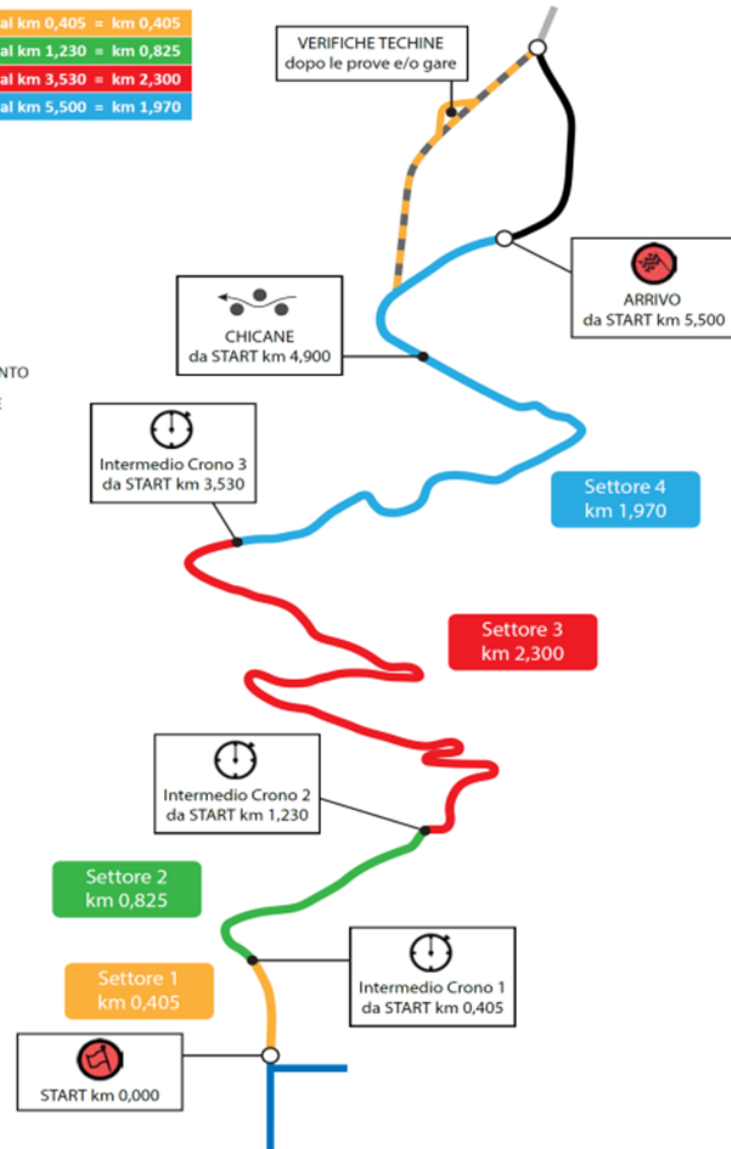 al km 0,405 = km 0,405
al km 1,230 = km 0,825
al km 3,530 = km 2,300
al km 5,500 = km 1,970
VERIFICHE TECHINE
dopo le prove e/o gare
ARRIVO
da START km 5,500
CHICANE
da START km 4,900
NTO
E
Intermedio Crono 3
da START km 3,530
Settore 4
km 1,970
Settore 3
km 2,300
Intermedio Crono 2
da START km 1,230
Settore 2
km 0,825
Intermedio Crono 1
da START km 0,405
Settore 1
km 0,405
START km 0,000